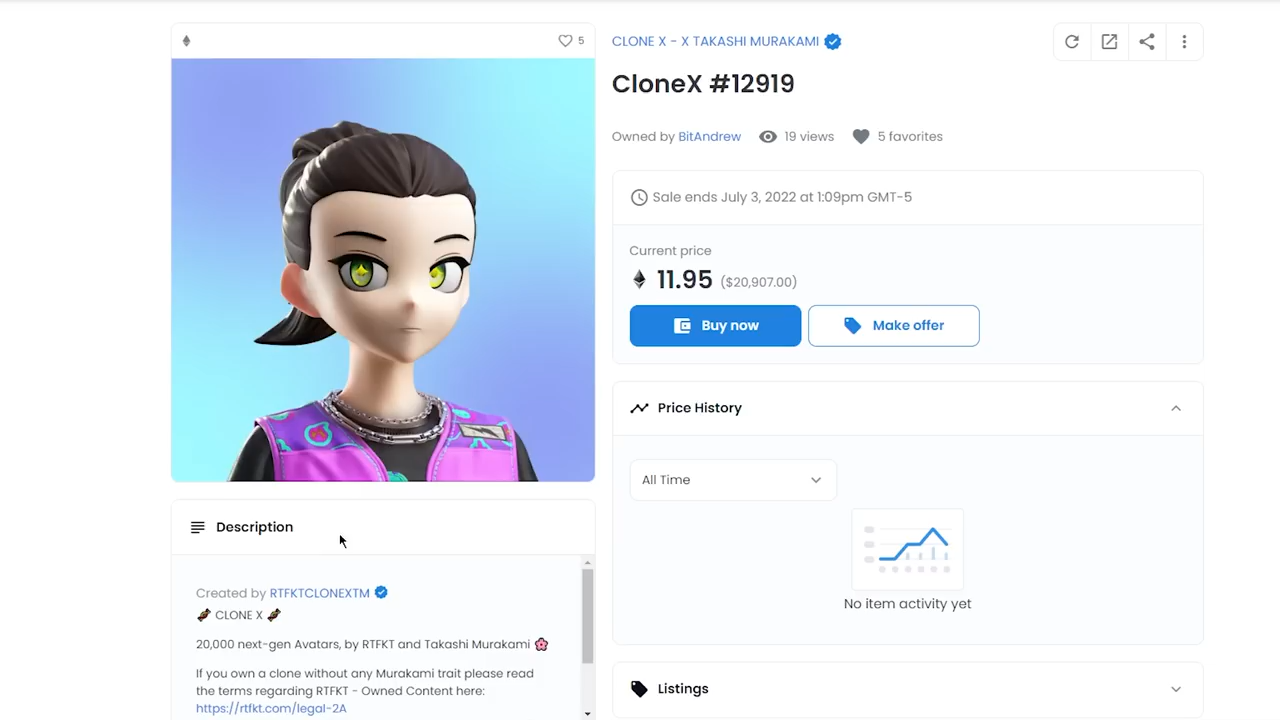 5
CLONE X - X TAKASHI MURAKAMI
CloneX #12919
Owned by BitAndrew 19 views 5 favorites
Sale ends July 3, 2022 at 1:09pm GMT-5
Current price
11.95 ($20,907.00)
Buy now Make offer
Price History
All Time
No item activity yet
Listings
Description
Created by RTFKTCLONEXTM
🧬 CLONE X 🧬
20,000 next-gen Avatars, by RTFKT and Takashi Murakami 🌸
If you own a clone without any Murakami trait please read
the terms regarding RTFKT - Owned Content here:
https://rtfkt.com/legal-2A